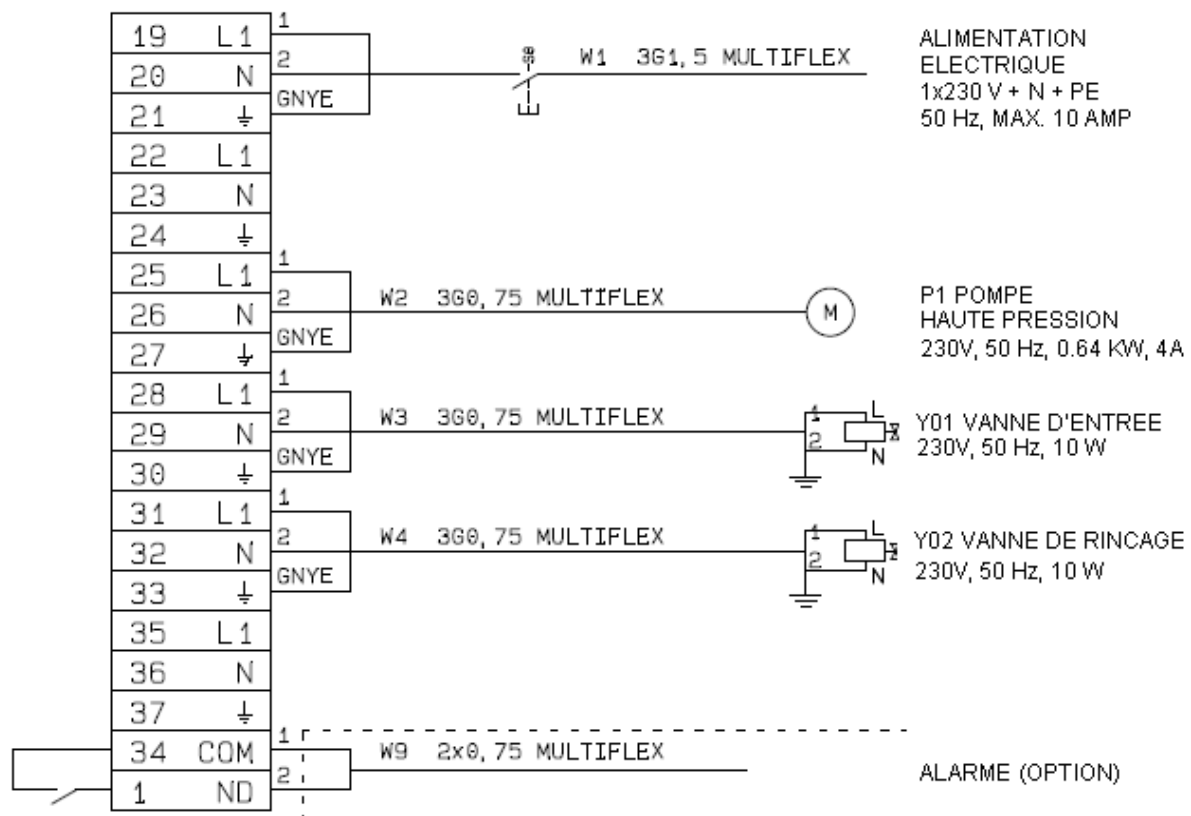 19 L1 1
20 N 2
21 GNYE
S0 W1 3G1,5 MULTIFLEX
ALIMENTATION
ELECTRIQUE
1x230 V + N + PE
50 Hz, MAX. 10 AMP
22 L1
23 N
24
25 L1 1
26 N 2
27 GNYE
W2 3G0,75 MULTIFLEX
M
P1 POMPE
HAUTE PRESSION
230V, 50 Hz, 0.64 KW, 4A
28 L1 1
29 N 2
30 GNYE
W3 3G0,75 MULTIFLEX
1 L
2 N
Y01 VANNE D'ENTREE
230V, 50 Hz, 10 W
31 L1 1
32 N 2
33 GNYE
W4 3G0,75 MULTIFLEX
1 L
2 N
Y02 VANNE DE RINCAGE
230V, 50 Hz, 10 W
35 L1
36 N
37
34 COM 1
1 NO 2
W9 2x0,75 MULTIFLEX
ALARME (OPTION)